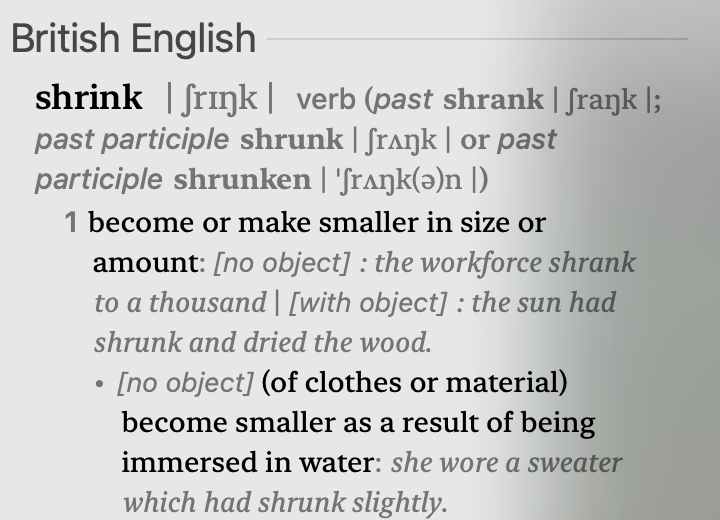 British English
shrink | ʃrɪŋk | verb (past shrank | ʃraŋk |;
past participle shrunk | ʃrʌŋk | or past
participle shrunken | ˈʃrʌŋk(ə)n |)
1 become or make smaller in size or
amount: [no object] : the workforce shrank
to a thousand | [with object] : the sun had
shrunk and dried the wood.
• [no object] (of clothes or material)
become smaller as a result of being
immersed in water: she wore a sweater
which had shrunk slightly.